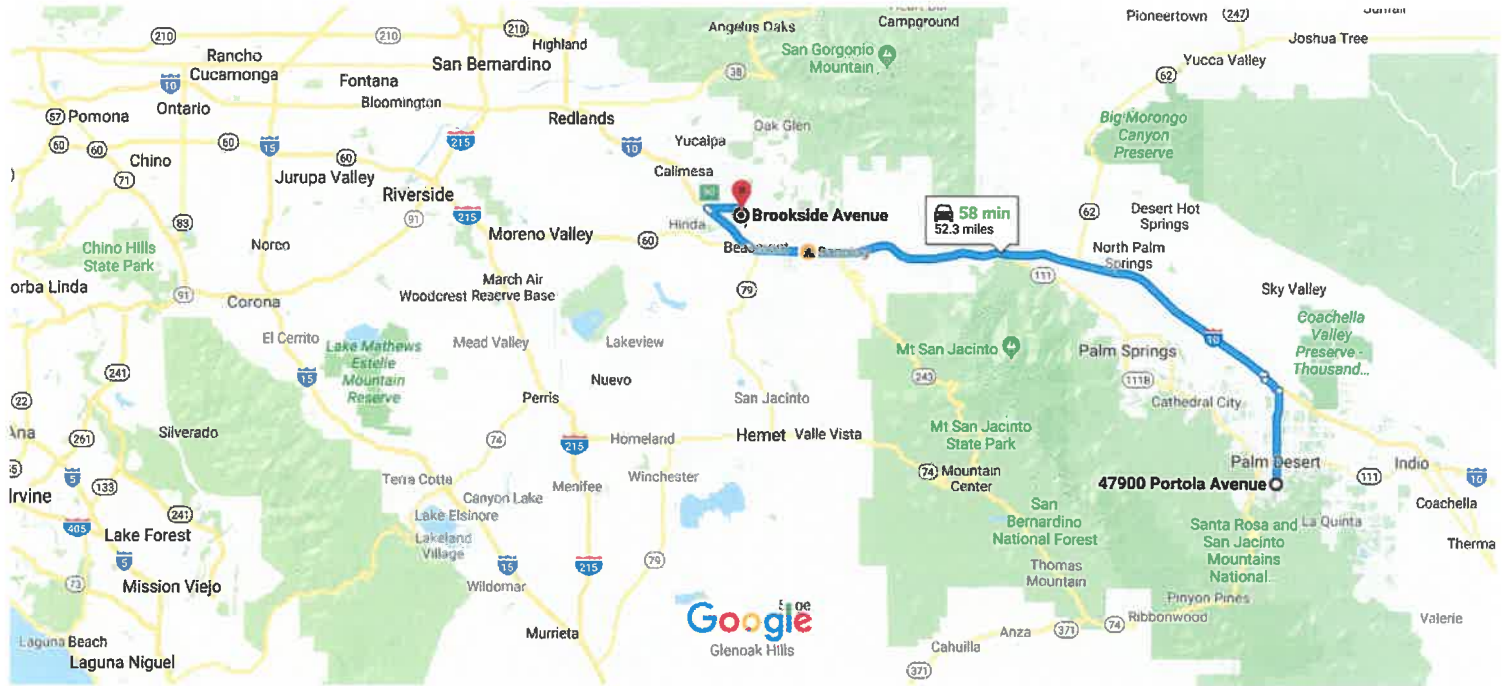 Angelus Daks
Campground
Pioneertown
247
210
210
210
Highland
San Gorgonio
Mountain
Joshua Tree
Yucca Valley
Rancho
Cucamonga
San Bernardino
38
62
10
Fontana
Ontario
Bloomington
57
Pomona
Redlands
Big Morongo
Canyon
Preserve
60
60
60
15
215
10
Yucaipa
Oak Glen
Chino
60
Calimesa
71
Jurupa Valley
Riverside
58 min
52.3 miles
83
91
215
Hinda
Brookside Avenue
62
Desert Hot
Springs
Chino Hills
State Park
Norco
Moreno Valley
60
Beaumont
North Palm
Springs
111
orba Linda
91
Corona
March Air
Woodcrest
Reserve Base
79
Sky Valley
El Cerrito
Lake Mathews
Estelle
Mountain
Reserve
Mead Valley
Lakeview
Mt San Jacinto
Palm Springs
10
Coachella
Valley
Preserve -
Thousand...
241
15
Nuevo
243
111B
22
Perris
San Jacinto
Cathedral City
Ana
261
Silverado
74
215
Homeland
Hemet
Valle Vista
Mt San Jacinto
State Park
5
133
Terra Cotta
Canyon Lake
Menifee
Winchester
74
Mountain
Center
Palm Desert
111
Indio
10
47900 Portola Avenue
Irvine
241
Lake Elsinore
Coachella
405
Lake Forest
Lakeland
Village
San
Bernardino
National Forest
Santa Rosa and
San Jacinto
Mountains
National...
La Quinta
5
15
215
79
Therma
73
Mission Viejo
Wildomar
Thomas
Mountain
Pinyon Pines
Google
Ribbonwood
Valerie
Laguna Beach
Murrieta
Anza
371
74
Laguna Niguel
Glenoak Hills
Cahuilla
371